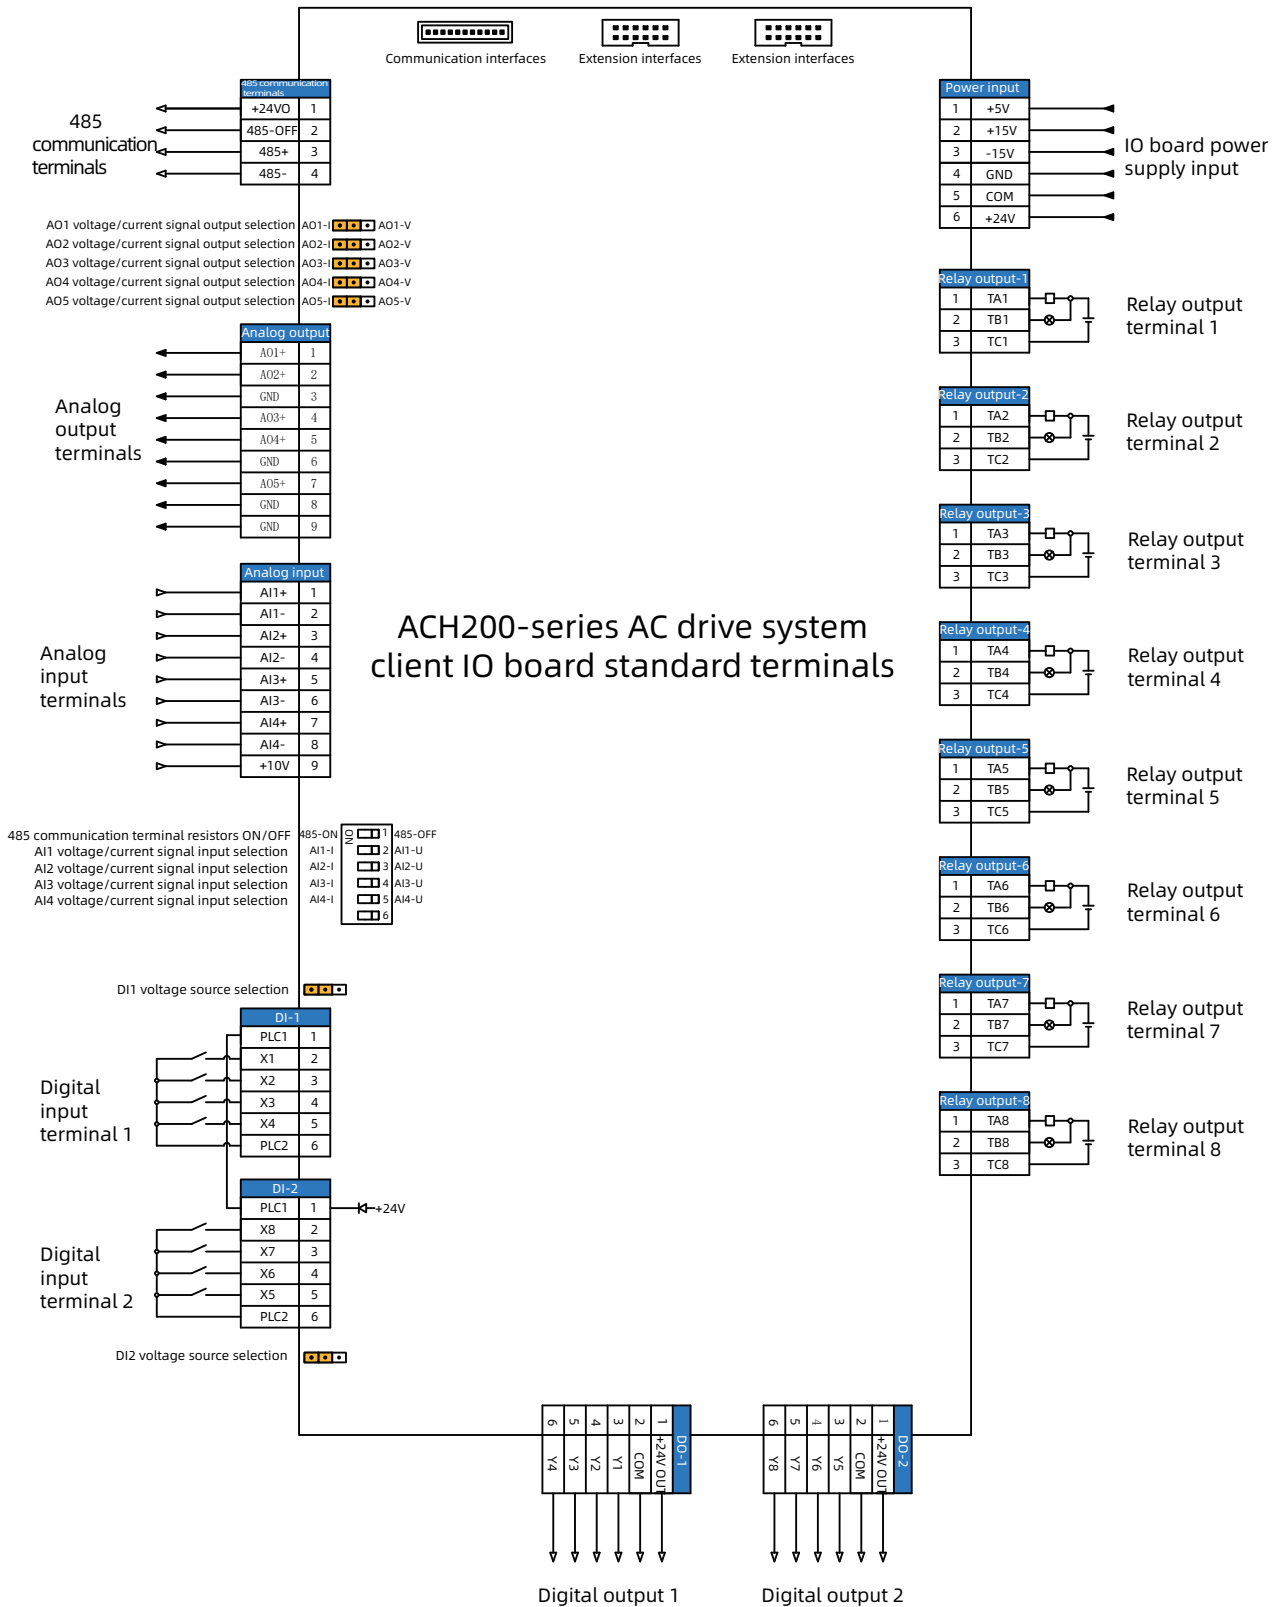 Communication interfaces
Extension interfaces
Extension interfaces
485 communication
terminals
485 communication
terminals
+24VO 1
485-OFF 2
485+ 3
485- 4
AO1 voltage/current signal output selection AO1-I AO1-V
AO2 voltage/current signal output selection AO2-I AO2-V
AO3 voltage/current signal output selection AO3-I AO3-V
AO4 voltage/current signal output selection AO4-I AO4-V
AO5 voltage/current signal output selection AO5-I AO5-V
Analog
output
terminals
Analog output
AO1+ 1
AO2+ 2
GND 3
AO3+ 4
AO4+ 5
GND 6
AO5+ 7
GND 8
GND 9
Analog
input
terminals
Analog input
AI1+ 1
AI1- 2
AI2+ 3
AI2- 4
AI3+ 5
AI3- 6
AI4+ 7
AI4- 8
+10V 9
ACH200-series AC drive system
client IO board standard terminals
485 communication terminal resistors ON/OFF 485-ON ON 1 485-OFF
AI1 voltage/current signal input selection AI1-I 2 AI1-U
AI2 voltage/current signal input selection AI2-I 3 AI2-U
AI3 voltage/current signal input selection AI3-I 4 AI3-U
AI4 voltage/current signal input selection AI4-I 5 AI4-U
6
DI1 voltage source selection
Digital
input
terminal 1
DI-1
PLC1 1
X1 2
X2 3
X3 4
X4 5
PLC2 6
Digital
input
terminal 2
DI-2
PLC1 1 +24V
X8 2
X7 3
X6 4
X5 5
PLC2 6
DI2 voltage source selection
Power input
1 +5V
2 +15V
3 -15V
4 GND
5 COM
6 +24V
IO board power
supply input
Relay output-1
1 TA1
2 TB1
3 TC1
Relay output
terminal 1
Relay output-2
1 TA2
2 TB2
3 TC2
Relay output
terminal 2
Relay output-3
1 TA3
2 TB3
3 TC3
Relay output
terminal 3
Relay output-4
1 TA4
2 TB4
3 TC4
Relay output
terminal 4
Relay output-5
1 TA5
2 TB5
3 TC5
Relay output
terminal 5
Relay output-6
1 TA6
2 TB6
3 TC6
Relay output
terminal 6
Relay output-7
1 TA7
2 TB7
3 TC7
Relay output
terminal 7
Relay output-8
1 TA8
2 TB8
3 TC8
Relay output
terminal 8
DO-1
1 +24V OUT
2 COM
3 Y1
4 Y2
5 Y3
6 Y4
Digital output 1
DO-2
1 +24V OUT
2 COM
3 Y5
4 Y6
5 Y7
6 Y8
Digital output 2